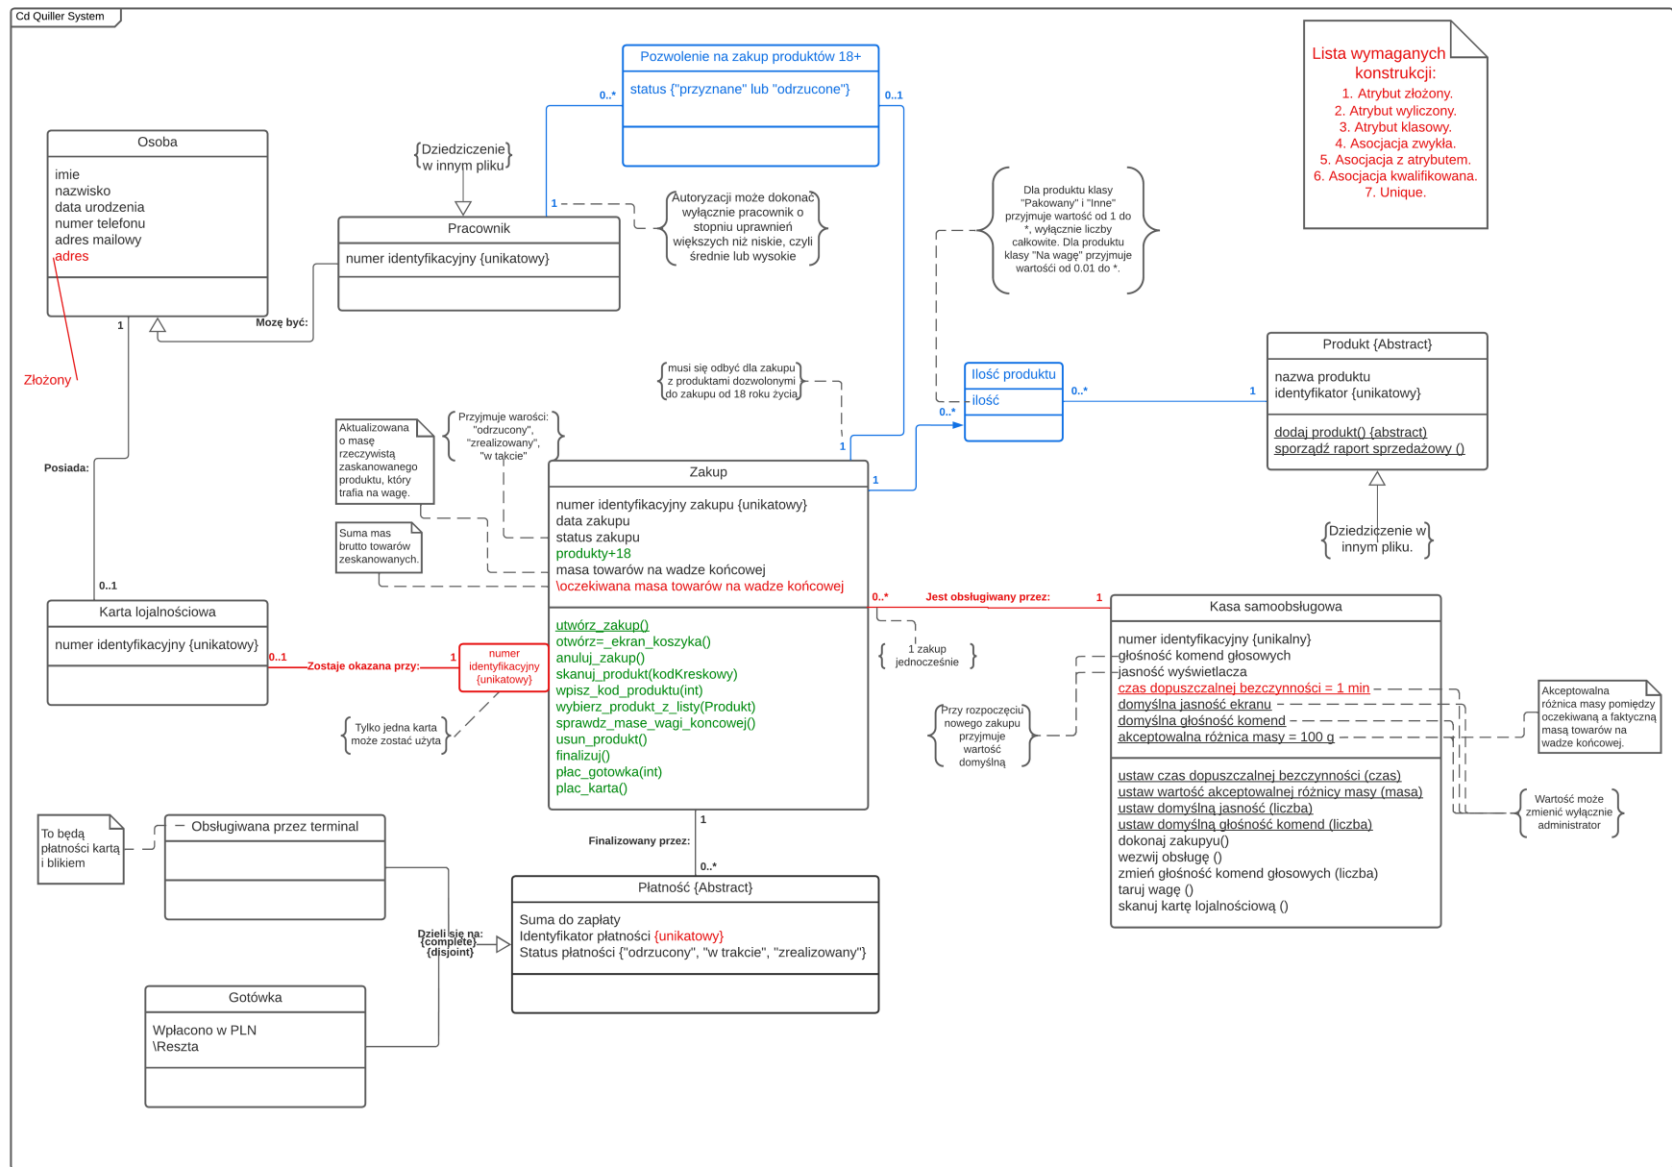 Cd Quiller System
Pozwolenie na zakup produktów 18+
status {"przyznane" lub "odrzucone"}
0..*
0..1
Lista wymaganych
konstrukcji:
1. Atrybut złożony.
2. Atrybut wyliczony.
3. Atrybut klasowy.
4. Asocjacja zwykła.
5. Asocjacja z atrybutem.
6. Asocjacja kwalifikowana.
7. Unique.
Osoba
imie
nazwisko
data urodzenia
numer telefonu
adres mailowy
adres
Złożony
{Dziedziczenie
w innym pliku}
Pracownik
numer identyfikacyjny {unikatowy}
1
Autoryzacji może dokonać
wyłącznie pracownik o
stopniu uprawnień
większych niż niskie, czyli
średnie lub wysokie
Dla produktu klasy
"Pakowany" i "Inne"
przyjmuje wartość od 1 do
*, wyłącznie liczby
całkowite. Dla produktu
klasy "Na wagę" przyjmuje
wartośći od 0.01 do *.
1
Mozę być:
Posiada:
0..1
musi się odbyć dla zakupu
z produktami dozwolonymi
do zakupu od 18 roku życia
1
Ilość produktu
ilość
0..*
0..*
1
1
Produkt {Abstract}
nazwa produktu
identyfikator {unikatowy}
dodaj produkt() {abstract)
sporządź raport sprzedażowy ()
{Dziedziczenie w
innym pliku.}
Aktualizowana
o masę
rzeczywistą
zaskanowanego
produktu, który
trafia na wagę.
Przyjmuje warości:
"odrzucony",
"zrealizowany",
"w takcie"
Suma mas
brutto towarów
zeskanowanych.
Zakup
numer identyfikacyjny zakupu {unikatowy}
data zakupu
status zakupu
produkty+18
masa towarów na wadze końcowej
\oczekiwana masa towarów na wadze końcowej
utwórz_zakup()
otwórz=_ekran_koszyka()
anuluj_zakup()
skanuj_produkt(kodKreskowy)
wpisz_kod_produktu(int)
wybierz_produkt_z_listy(Produkt)
sprawdz_mase_wagi_koncowej()
usun_produkt()
finalizuj()
płac_gotowka(int)
plac_karta()
Karta lojalnościowa
numer identyfikacyjny {unikatowy}
0..1
Zostaje okazana przy:
1
numer
identyfikacyjny
{unikatowy}
Tylko jedna karta
może zostać użyta
0..*
Jest obsługiwany przez:
1
1 zakup
jednocześnie
Kasa samoobsługowa
numer identyfikacyjny {unikalny}
głośność komend głosowych
jasność wyświetlacza
czas dopuszczalnej bezczynności = 1 min
domyślna jasność ekranu
domyślna głośność komend
akceptowalna różnica masy = 100 g
ustaw czas dopuszczalnej bezczynności (czas)
ustaw wartość akceptowalnej różnicy masy (masa)
ustaw domyślną jasność (liczba)
ustaw domyślną głośność komend (liczba)
dokonaj zakupyu()
wezwij obsługę ()
zmień głośność komend głosowych (liczba)
taruj wagę ()
skanuj kartę lojalnościową ()
Przy rozpoczęciu
nowego zakupu
przyjmuje
wartość
domyślną
Akceptowalna
różnica masy pomiędzy
oczekiwaną a faktyczną
masą towarów na
wadze końcowej.
Wartość może
zmienić wyłącznie
administrator
To będą
płatności kartą
i blikiem
Obsługiwana przez terminal
1
Finalizowany przez:
0..*
Płatność {Abstract}
Suma do zapłaty
Identyfikator płatności {unikatowy}
Status płatności {"odrzucony", "w trakcie", "zrealizowany"}
Dzieli się na:
{complete}
{disjoint}
Gotówka
Wpłacono w PLN
\Reszta